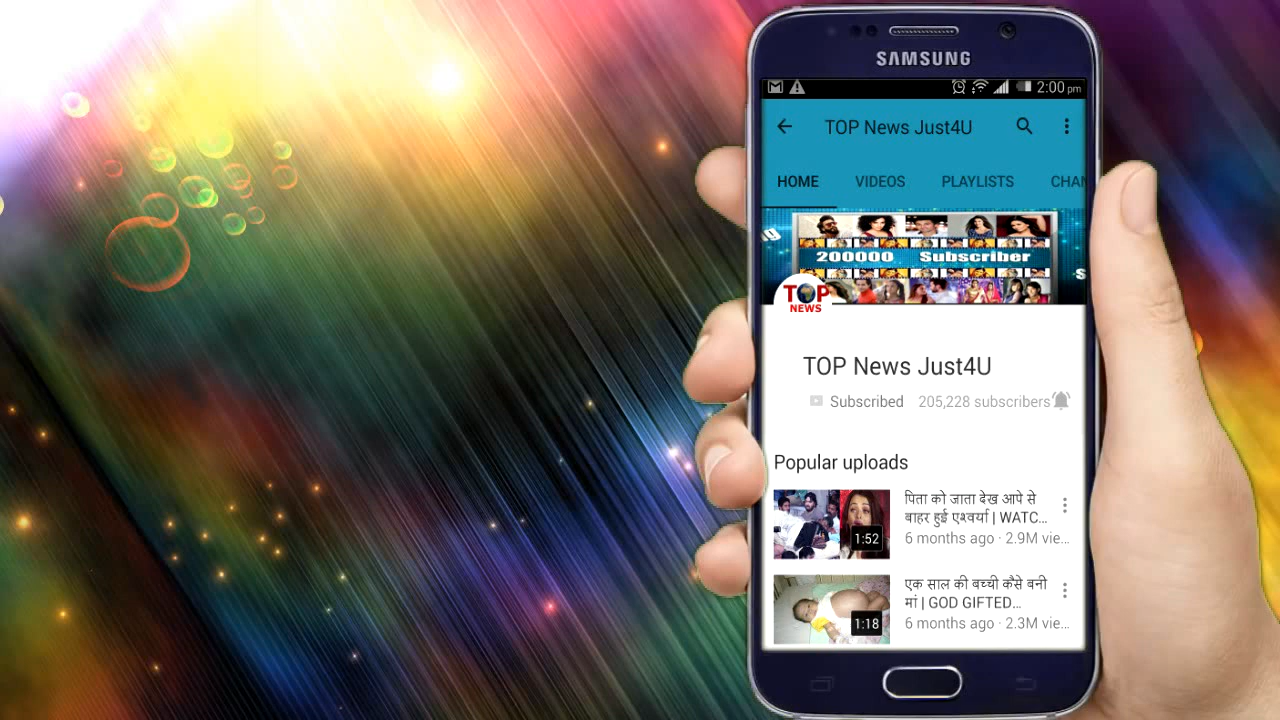 SAMSUNG
2:00 pm
TOP News Just4U
HOME VIDEOS PLAYLISTS CHAN
200000 Subscriber
S
TOP
NEWS
TOP News Just4U
Subscribed 205,228 subscribers
Popular uploads
पिता को जाता देख आपे से
बाहर हुई एश्वर्या | WATC...
6 months ago · 2.9M vie...
1:52
एक साल की बच्ची कैसे बनी
मां | GOD GIFTED...
6 months ago · 2.3M vie...
1:18